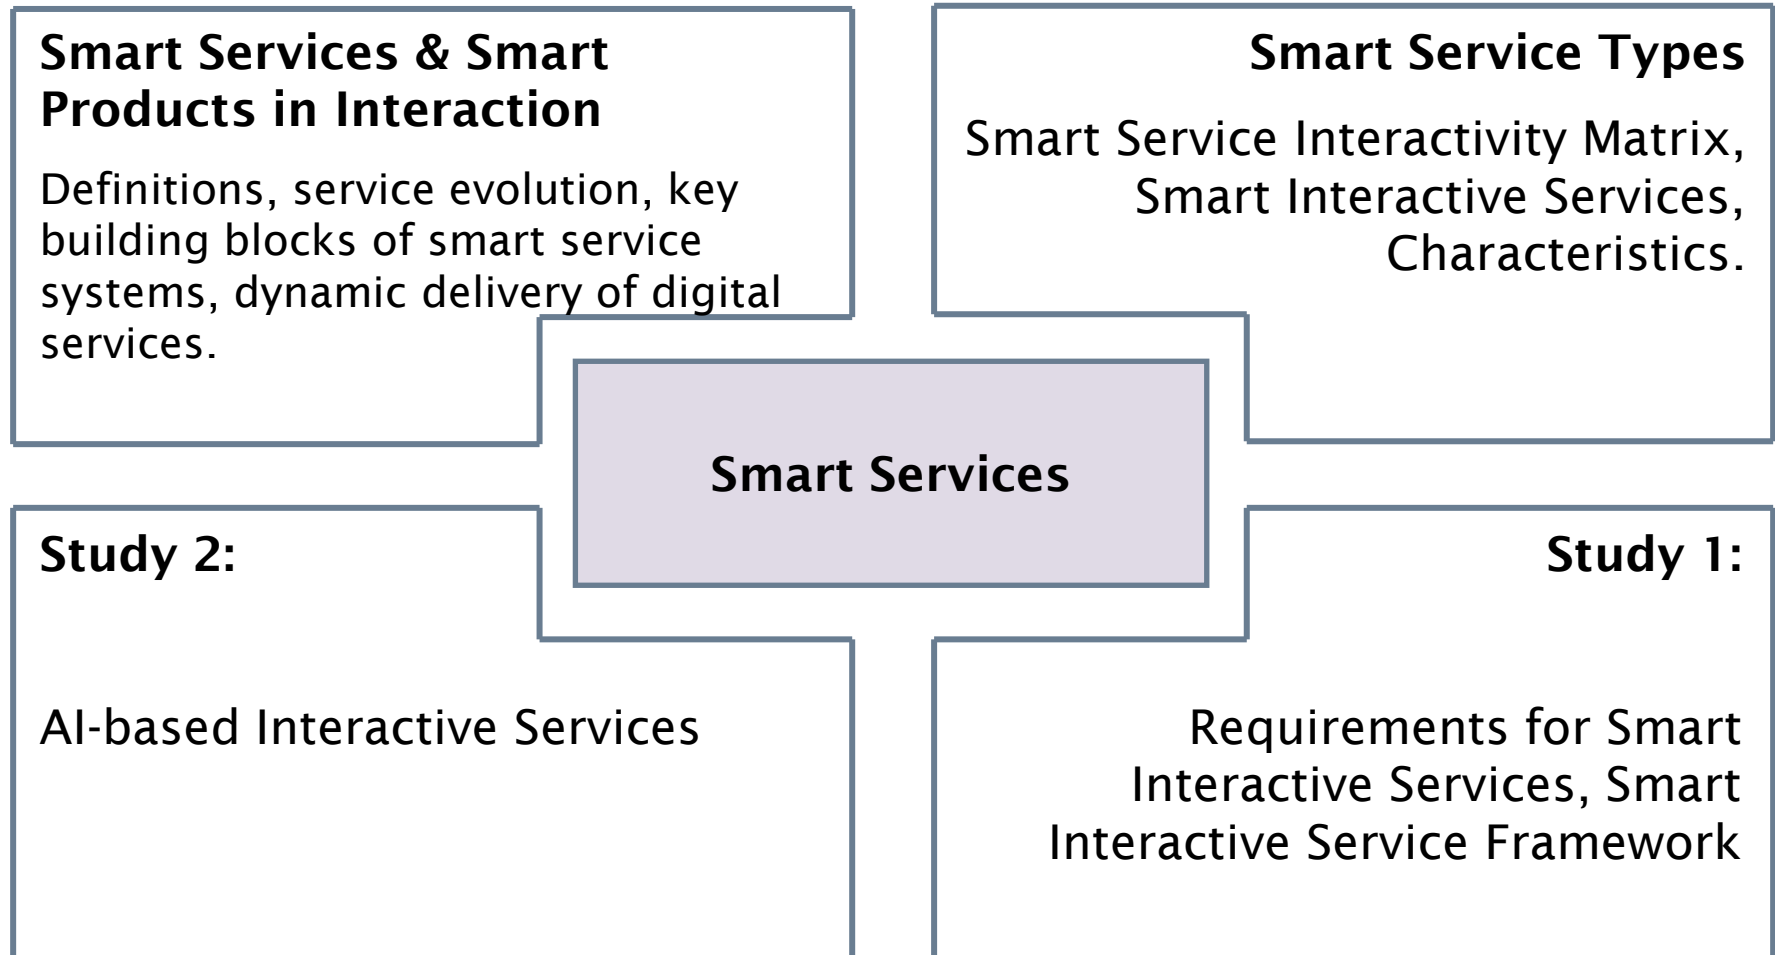 Smart Services & Smart
Products in Interaction
Definitions, service evolution, key
building blocks of smart service
systems, dynamic delivery of digital
services.
Smart Service Types
Smart Service Interactivity Matrix,
Smart Interactive Services,
Characteristics.
Smart Services
Study 2:
AI-based Interactive Services
Study 1:
Requirements for Smart
Interactive Services, Smart
Interactive Service Framework